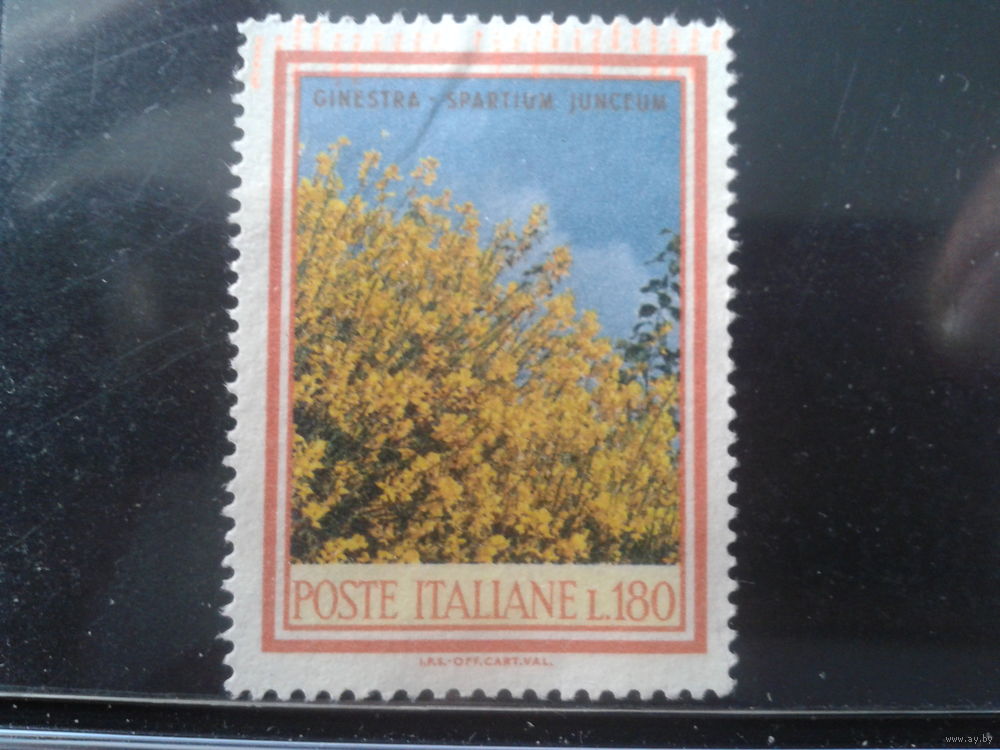 GINESTRA - SPARTIUM JUNCEUM
POSTE ITALIANE L.180
I.P.S.-OFF.CART.VAL.
www.ay.by